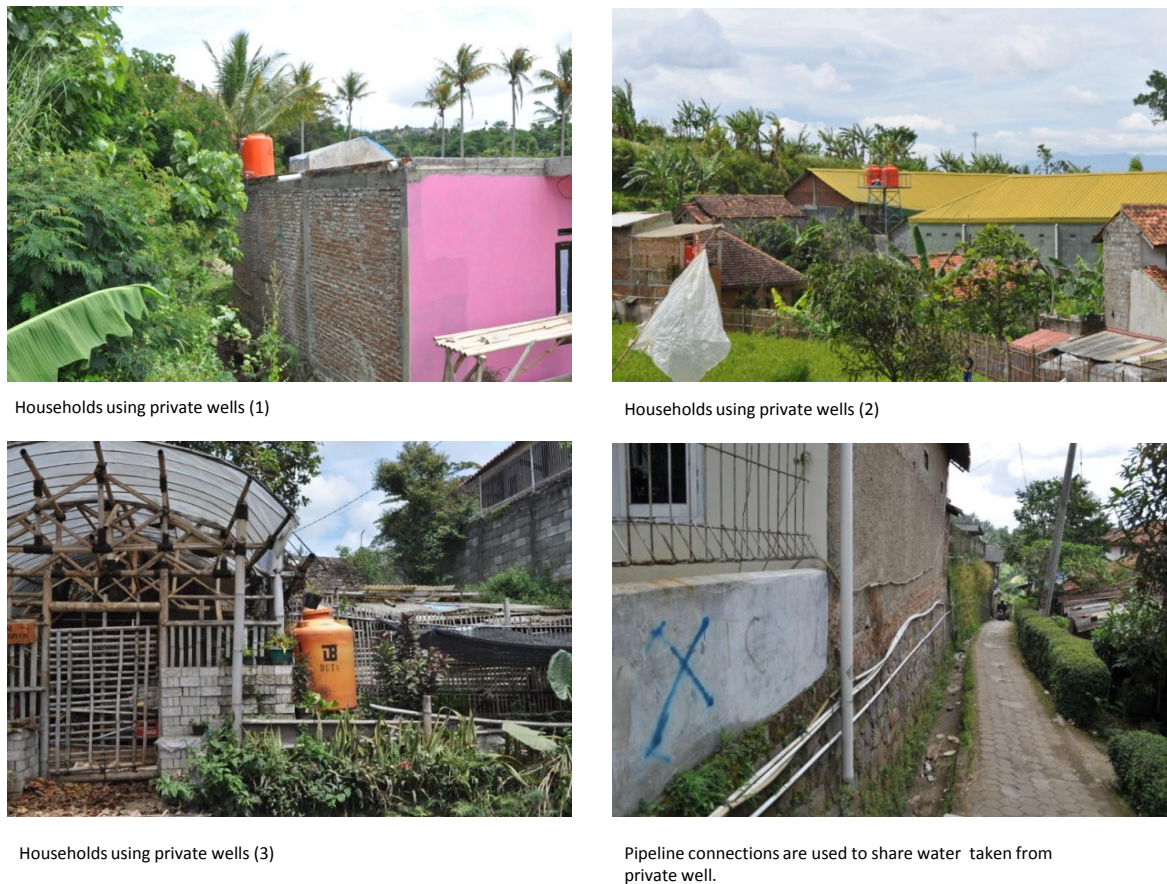 Households using private wells (1)
Households using private wells (2)
Households using private wells (3)
Pipeline connections are used to share water taken from
private well.